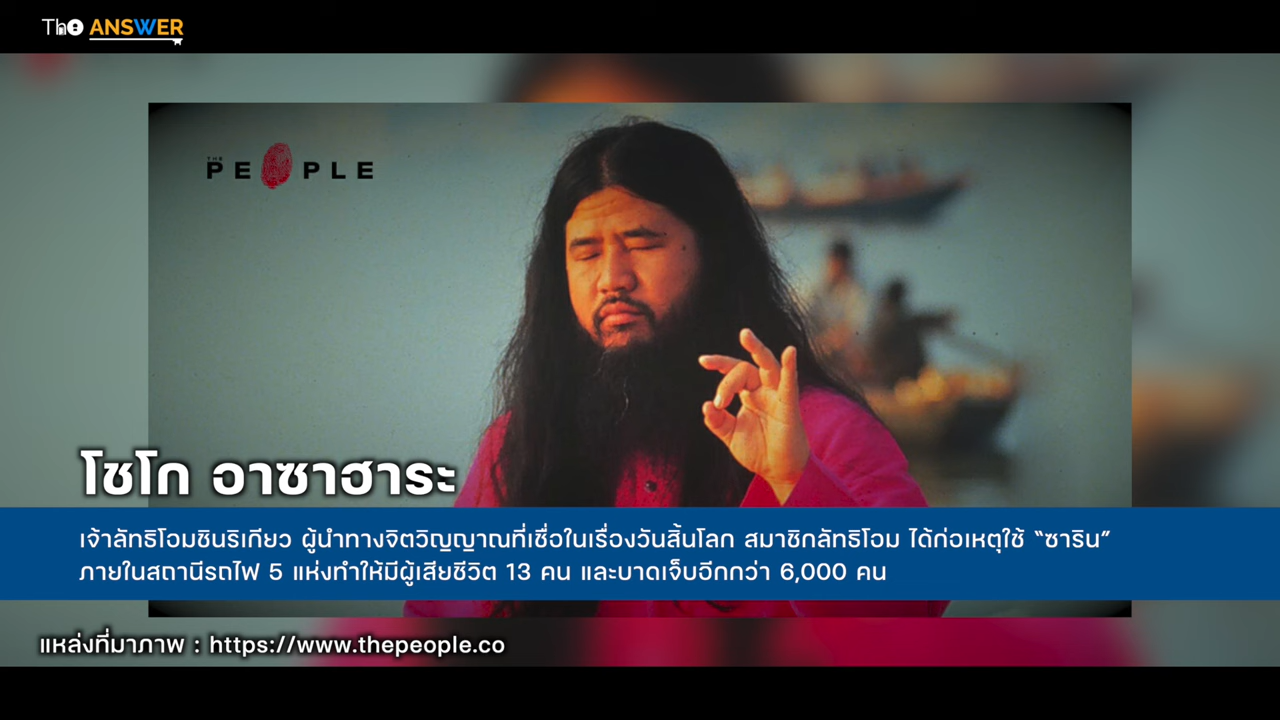 The ANSWER
THE
PEOPLE
โชโก อาซาฮาระ
เจ้าลัทธิโอมชินริเกียว ผู้นำทางจิตวิญญาณที่เชื่อในเรื่องวันสิ้นโลก สมาชิกลัทธิโอม ได้ก่อเหตุใช้ “ซาริน”
ภายในสถานีรถไฟ 5 แห่งทำให้มีผู้เสียชีวิต 13 คน และบาดเจ็บอีกกว่า 6,000 คน
แหล่งที่มาภาพ : https://www.thepeople.co